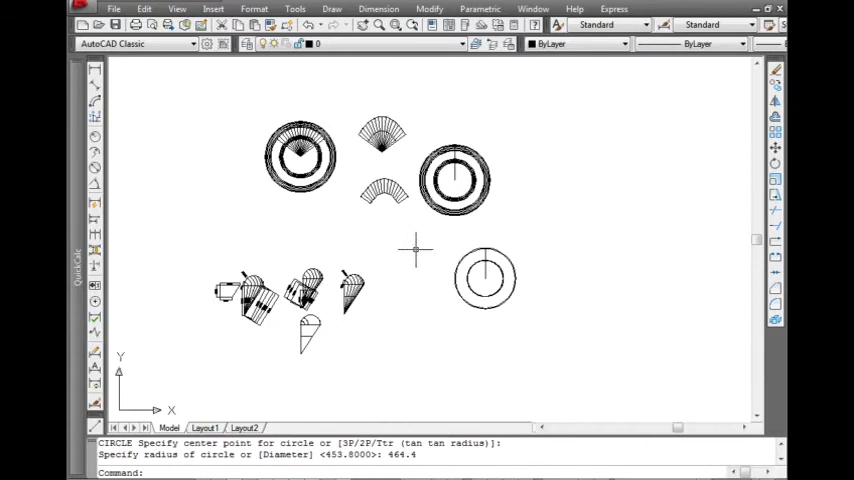 File Edit View Insert Format Tools Draw Dimension Modify Parametric Window Help Express
Standard Standard
AutoCAD Classic 0 ByLayer ByLayer
QuickCalc
Y
X
Model Layout1 Layout2
CIRCLE Specify center point for circle or [3P/2P/Ttr (tan tan radius)]:
Specify radius of circle or [Diameter] <453.8000>: 464.4
Command: